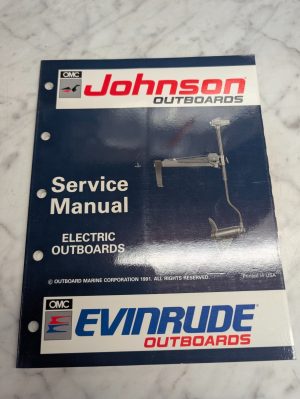 OMC
Johnson
OUTBOARDS
Service
Manual
ELECTRIC
OUTBOARDS
© OUTBOARD MARINE CORPORATION 1991. ALL RIGHTS RESERVED.
Printed in USA
OMC
EVINRUDE
OUTBOARDS